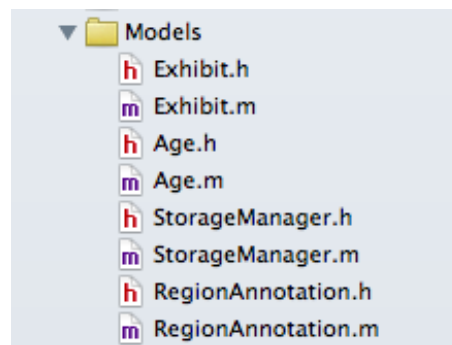 Models
h Exhibit.h
m Exhibit.m
h Age.h
m Age.m
h StorageManager.h
m StorageManager.m
h RegionAnnotation.h
m RegionAnnotation.m